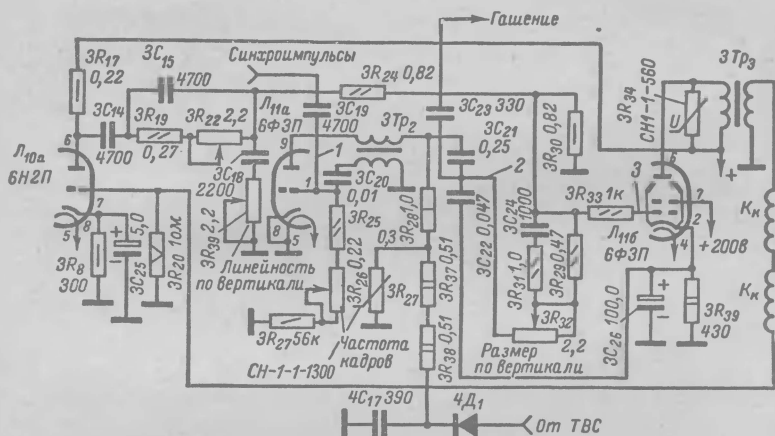 Гашение
3R17
0,22
3C15
4700
Синхроимпульсы
3R24 0,82
3C14
4700
3R19
0,27
3R22 2,2
Л11а
6Ф3П
3C19
4700
3Тр2
3C23 330
3C21
0,25
3R30 0,82
3R34
СН1-1-560
U
3Тр3
Л10а
6Н2П
6
7
8
5
3C18
2200
9
1
8
5
1
3C20
0,01
2
3
6
7
2
4
3R33 1к
+
+200в
Л11б
6Ф3П
3R8
300
5,0
+
-
3C25
3R20 10м
3R99 2,2
Линейность
по вертикали
3R25
3R26 0,22
0,3
3R28 1,0
3R27
3R37 0,51
3R38 0,51
3C22 0,047
3C24
1000
3R31 1,0
3R29 0,47
3R32
2,2
Размер
по вертикали
3C26 100,0
+
-
3R39
430
Кк
Кк
3R27 56к
Частота
кадров
СН-1-1-1300
4C17 390
4Д1
От ТВС